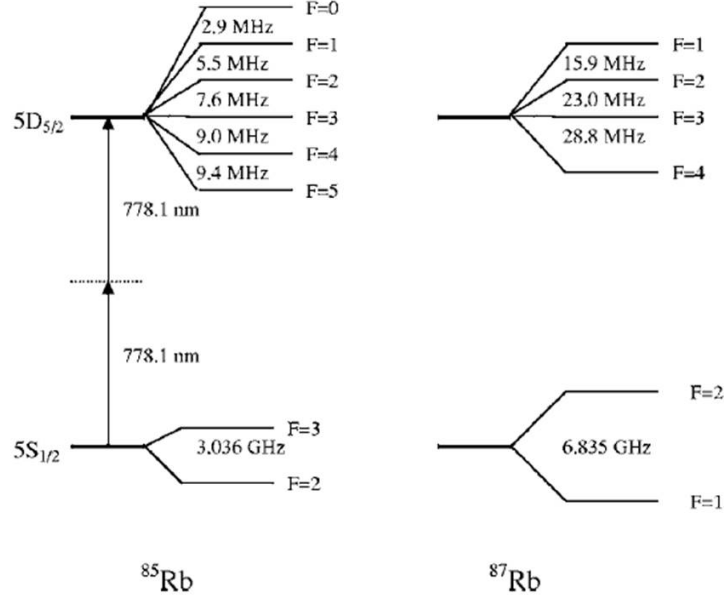 F=0
2.9 MHz
F=1
5.5 MHz
F=2
7.6 MHz
F=3
9.0 MHz
F=4
9.4 MHz
F=5
5D5/2
778.1 nm
778.1 nm
5S1/2
F=3
3.036 GHz
F=2
85Rb
F=1
15.9 MHz
F=2
23.0 MHz
F=3
28.8 MHz
F=4
F=2
6.835 GHz
F=1
87Rb